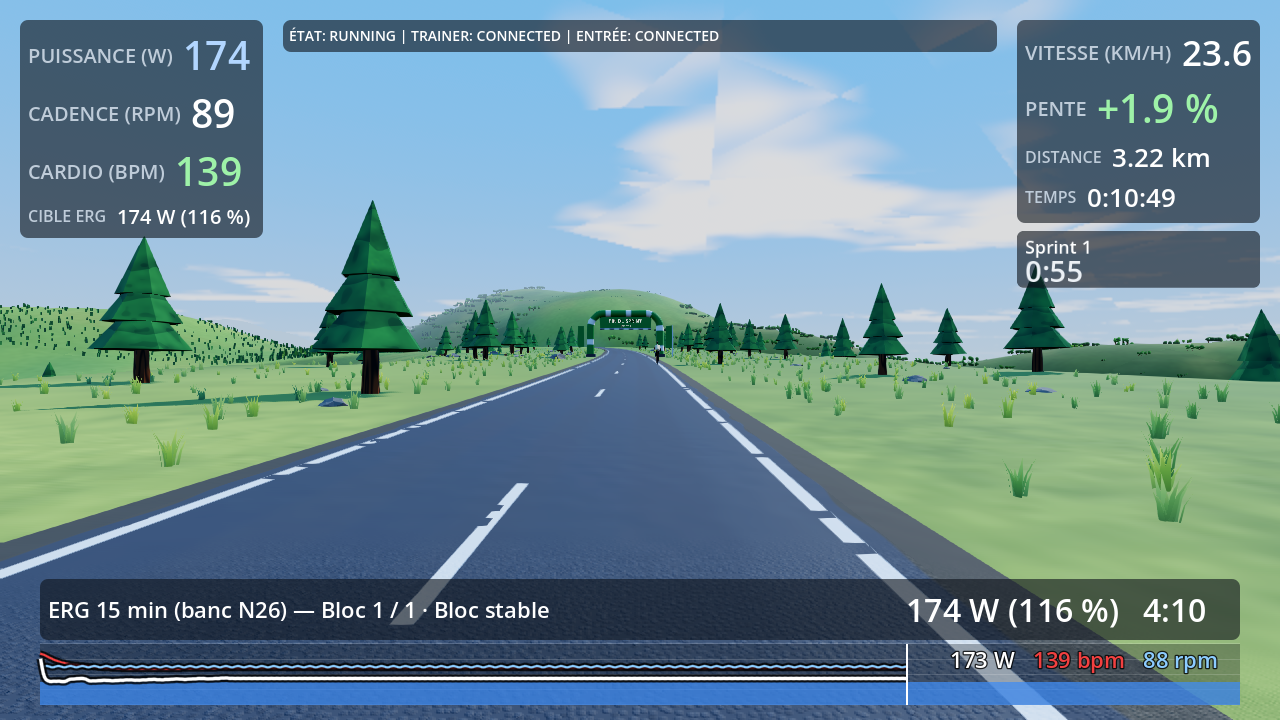 PUISSANCE (W) 174
CADENCE (RPM) 89
CARDIO (BPM) 139
CIBLE ERG 174 W (116 %)
ÉTAT: RUNNING | TRAINER: CONNECTED | ENTRÉE: CONNECTED
VITESSE (KM/H) 23.6
PENTE +1.9 %
DISTANCE 3.22 km
TEMPS 0:10:49
Sprint 1
0:55
ERG 15 min (banc N26) — Bloc 1 / 1 · Bloc stable 174 W (116 %) 4:10
173 W 139 bpm 88 rpm